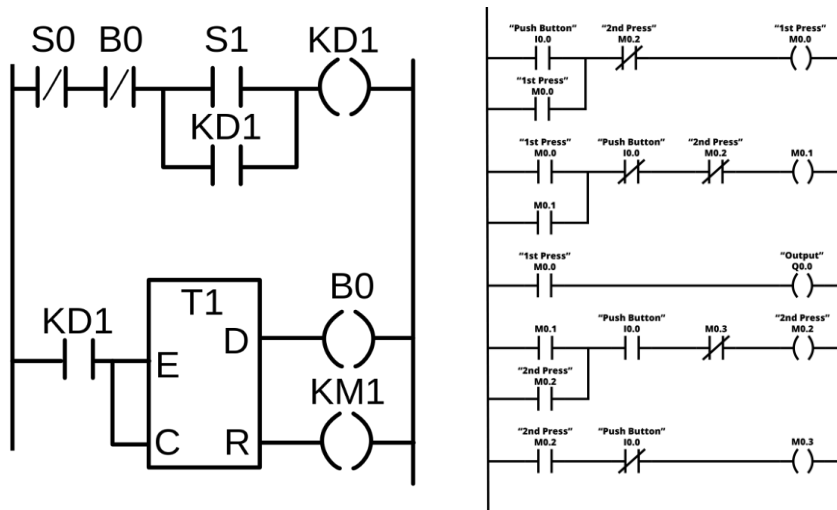 S0 B0 S1 KD1
KD1
T1
KD1
E
D
B0
C
R
KM1
“Push Button” “2nd Press” “1st Press”
I0.0 M0.2 M0.0
“1st Press”
M0.0
“1st Press” “Push Button” “2nd Press”
M0.0 I0.0 M0.2 M0.1
M0.1
“1st Press” “Output”
M0.0 Q0.0
“Push Button” “2nd Press”
M0.1 I0.0 M0.3 M0.2
“2nd Press”
M0.2
“2nd Press” “Push Button”
M0.2 I0.0 M0.3